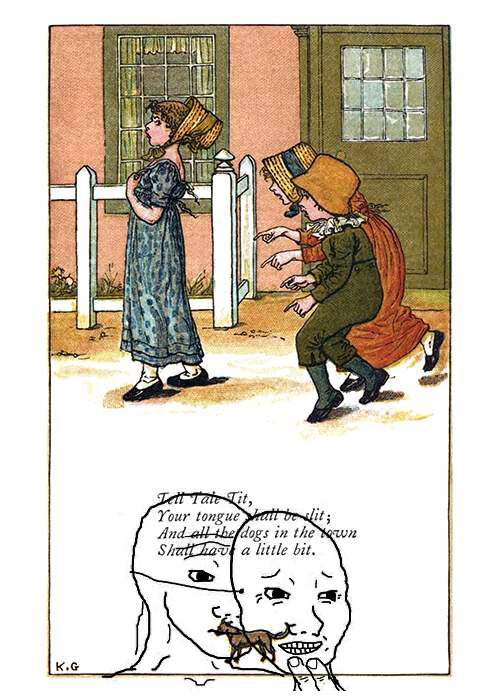 Tell Tale Tit,
Your tongue shall be slit;
And all the dogs in the town
Shall have a little bit.
K.G